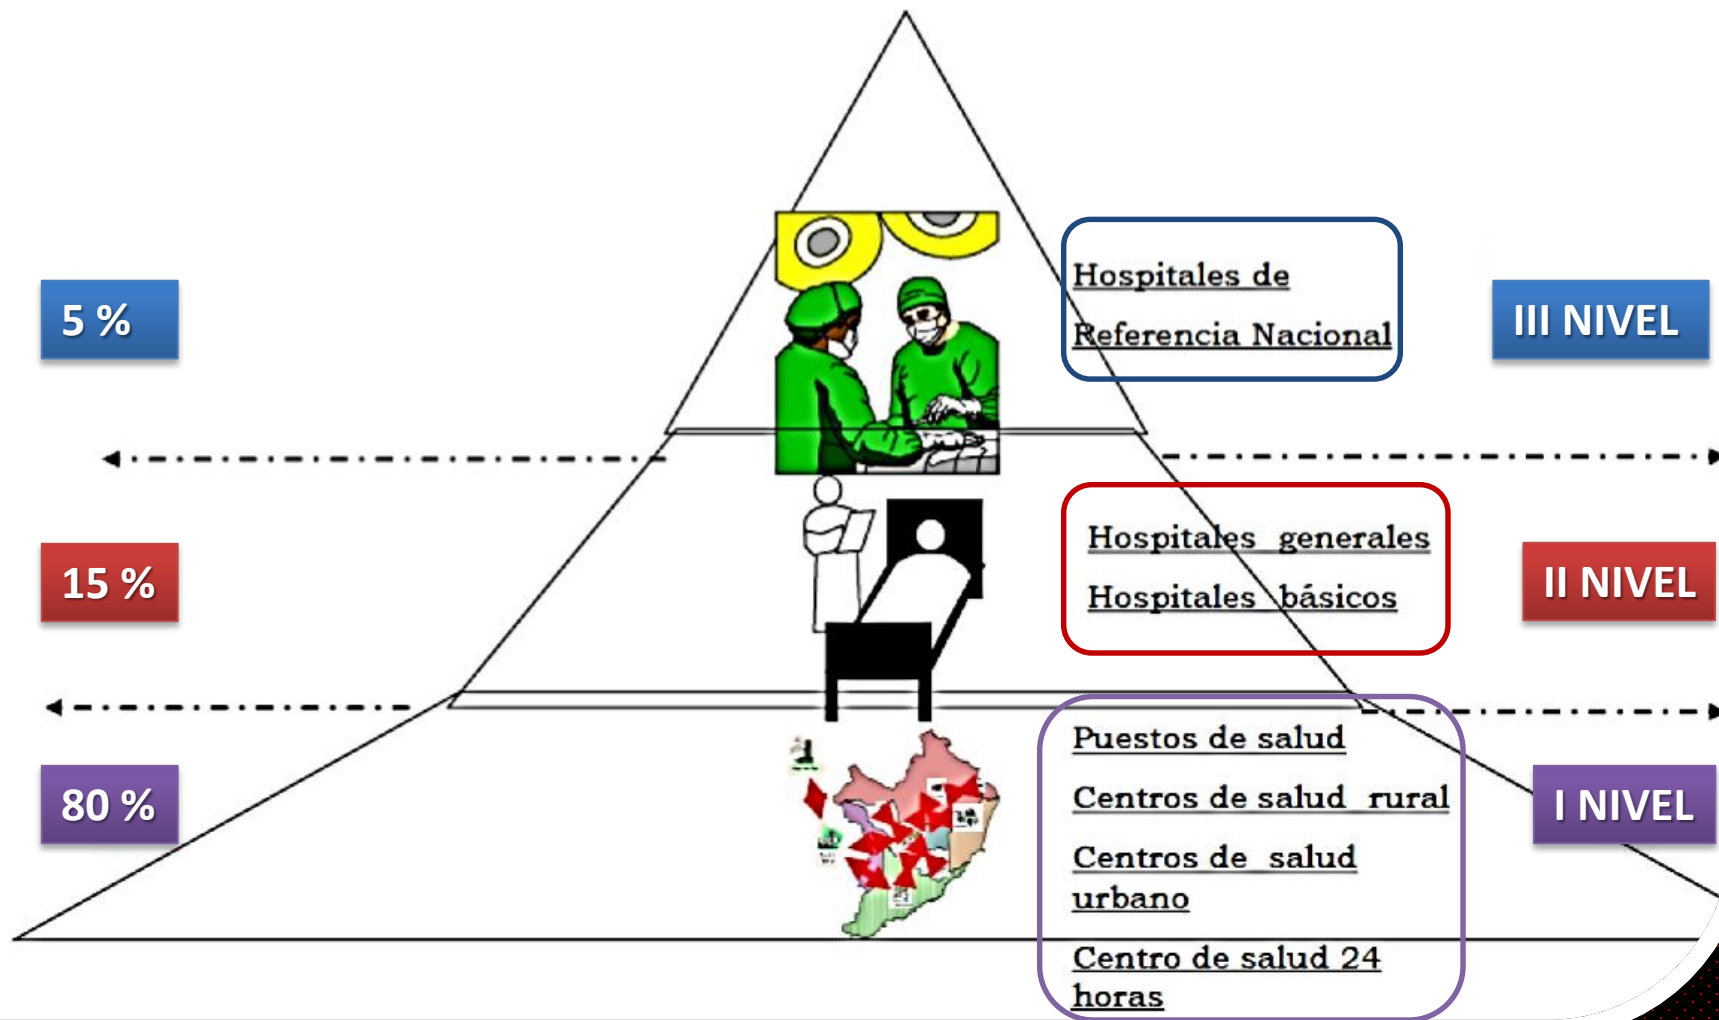 5 %
Hospitales de
Referencia Nacional
III NIVEL
15 %
Hospitales generales
Hospitales básicos
II NIVEL
80 %
Puestos de salud
Centros de salud rural
Centros de salud
urbano
Centro de salud 24
horas
I NIVEL